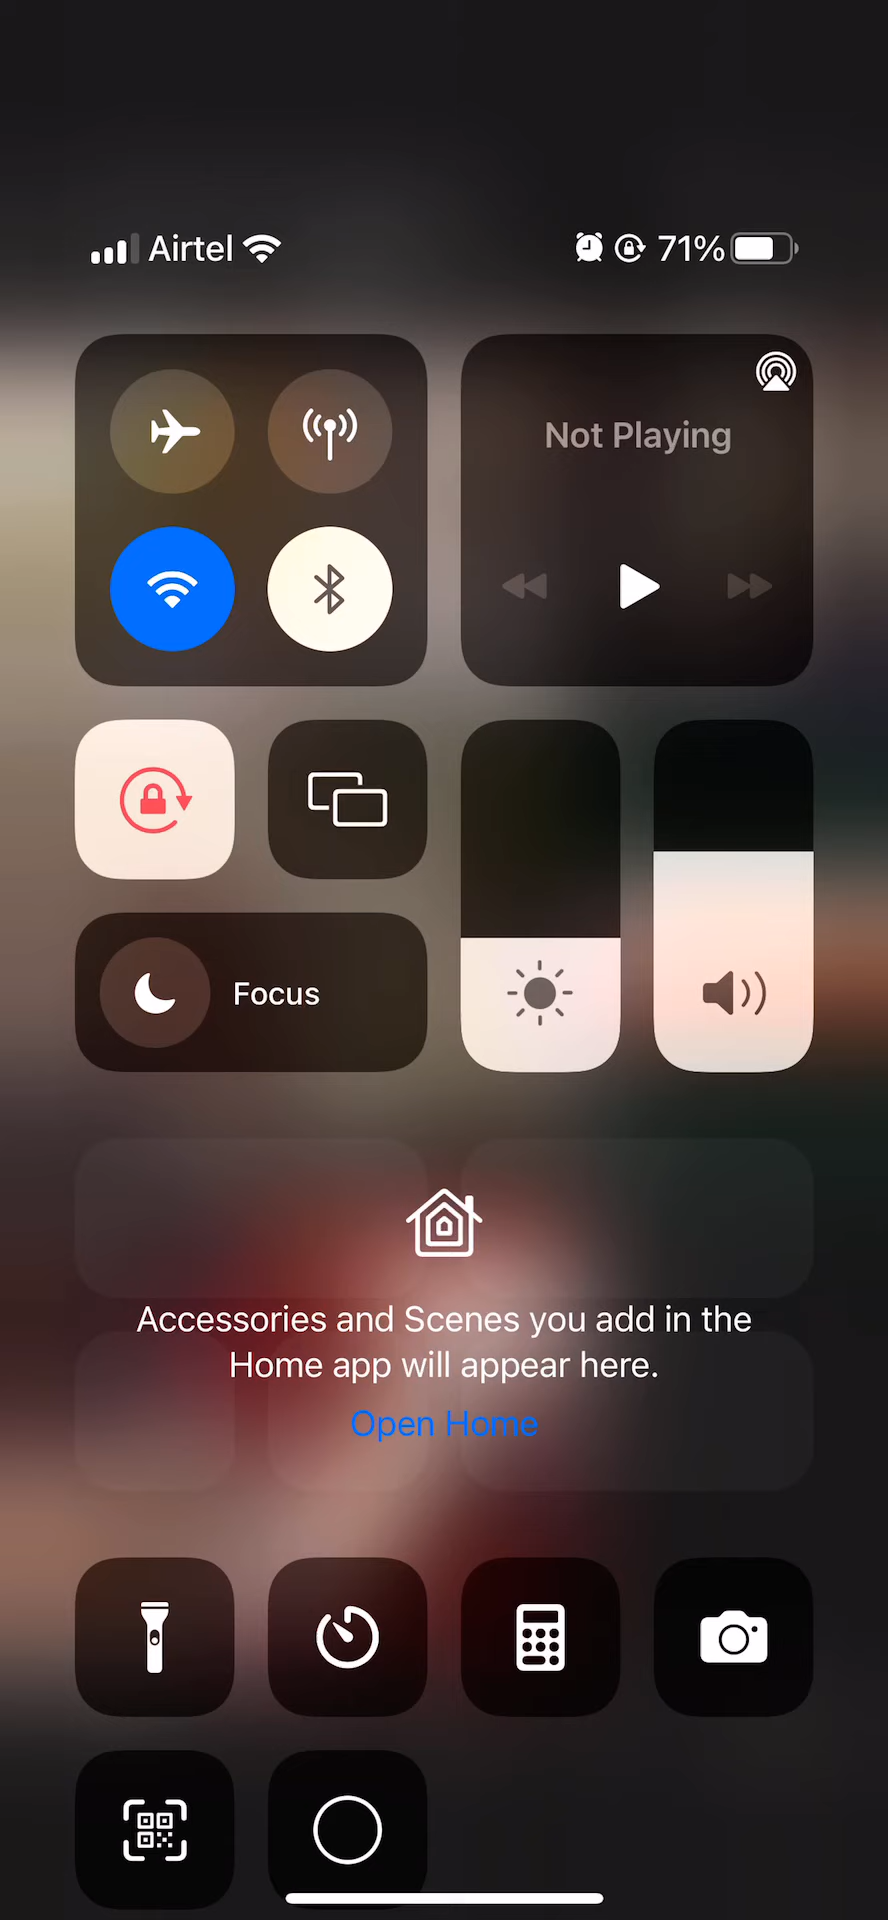 Airtel 71%
Not Playing
Focus
Accessories and Scenes you add in the
Home app will appear here.
Open Home